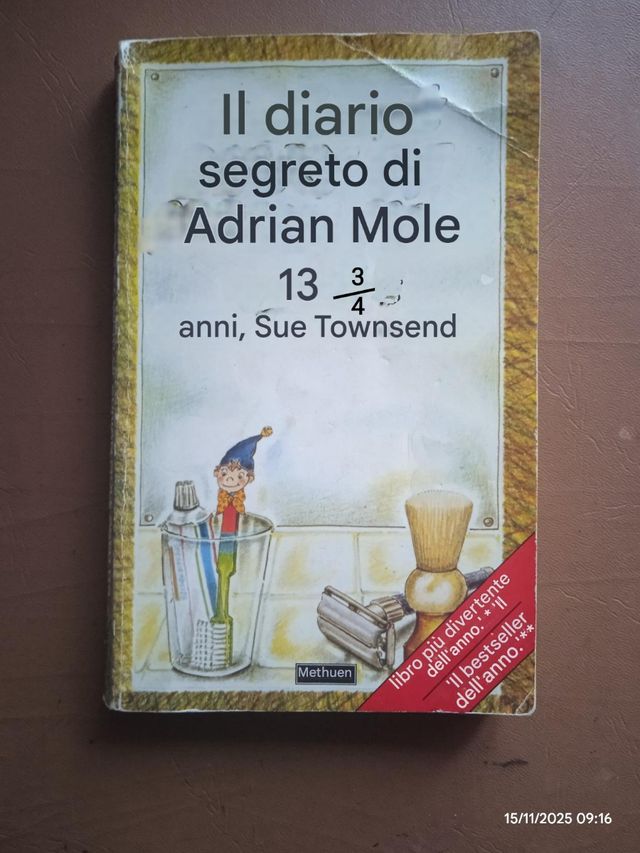 Il diario
segreto di
Adrian Mole
13 3/4
anni, Sue Townsend
libro più divertente
dell'anno.' * 'Il
'Il bestseller
dell'anno.'**
Methuen
15/11/2025 09:16